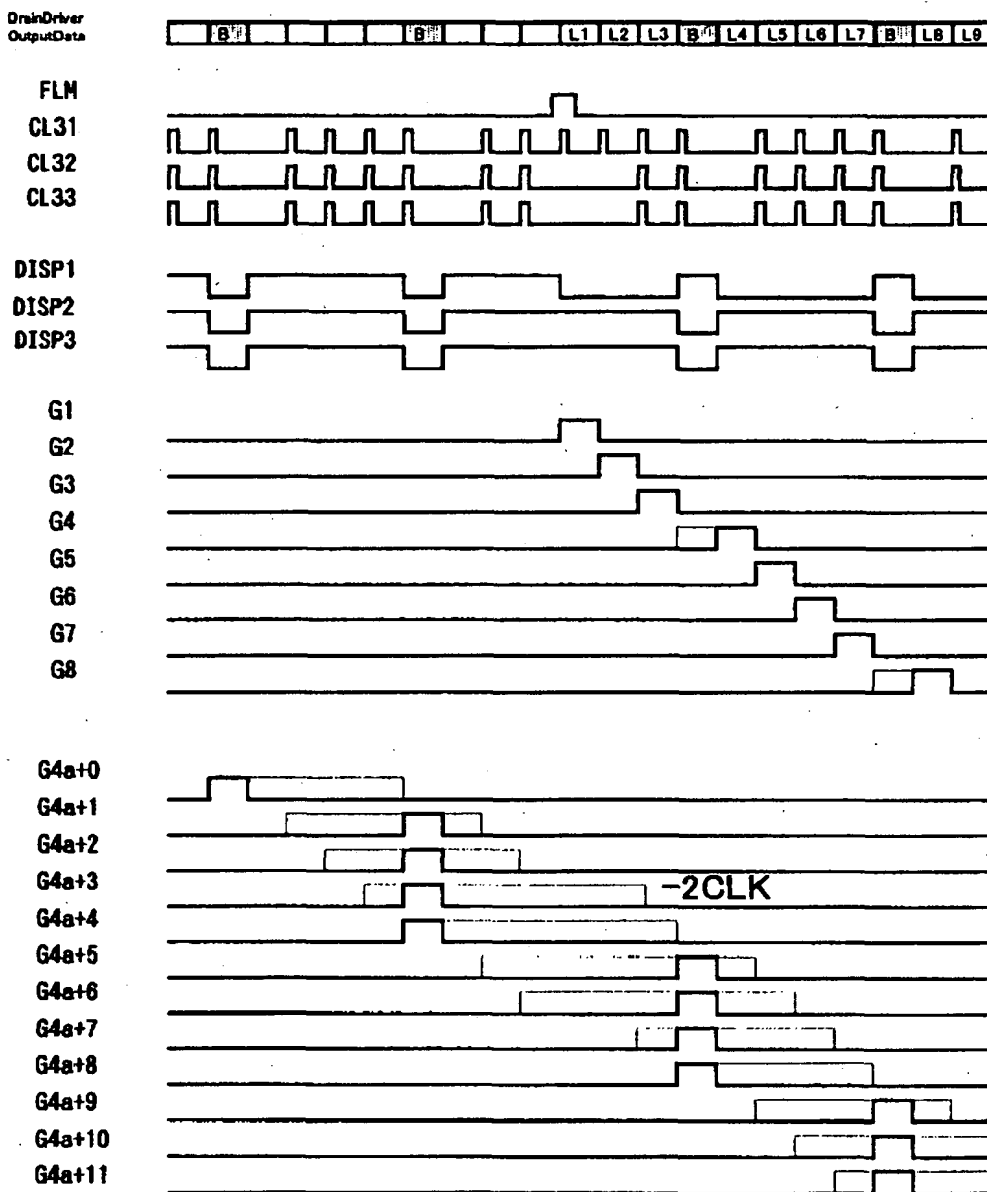 DrainDriver
OutputData
B B L1 L2 L3 B L4 L5 L6 L7 B L8 L9
FLM
CL31
CL32
CL33
DISP1
DISP2
DISP3
G1
G2
G3
G4
G5
G6
G7
G8
G4a+0
G4a+1
G4a+2
G4a+3 -2CLK
G4a+4
G4a+5
G4a+6
G4a+7
G4a+8
G4a+9
G4a+10
G4a+11